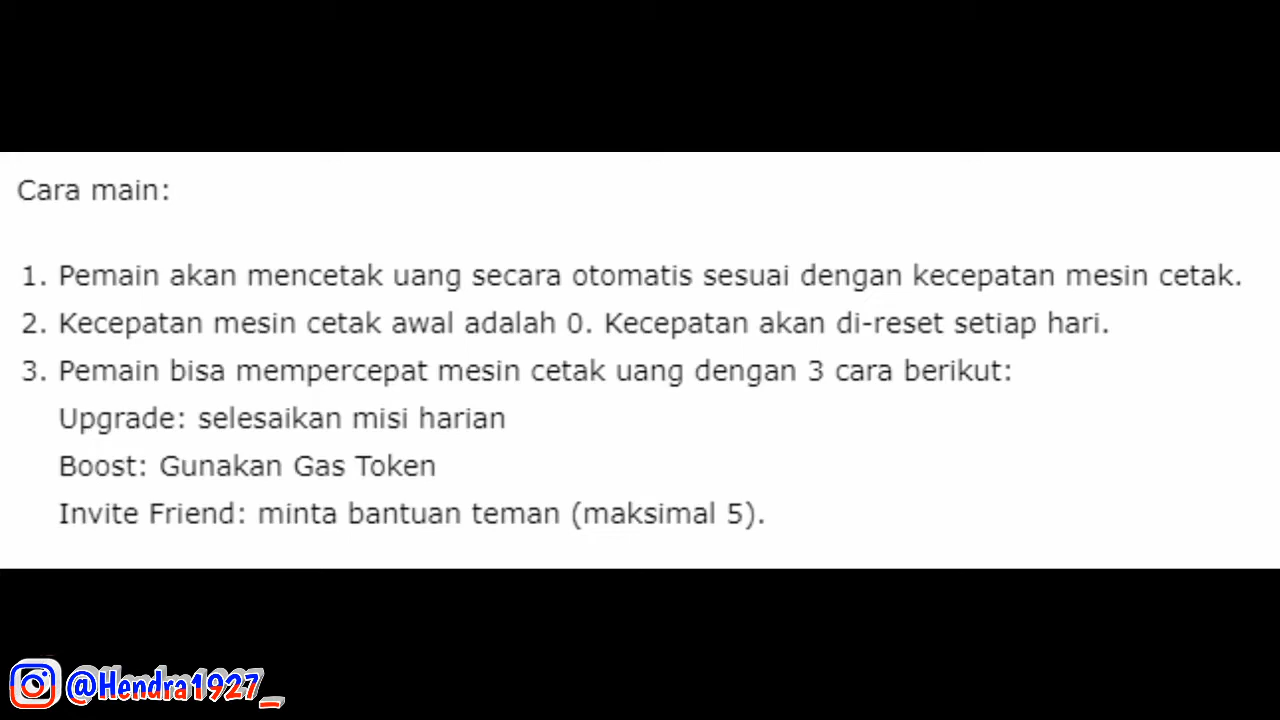 Cara main:
1. Pemain akan mencetak uang secara otomatis sesuai dengan kecepatan mesin cetak.
2. Kecepatan mesin cetak awal adalah 0. Kecepatan akan di-reset setiap hari.
3. Pemain bisa mempercepat mesin cetak uang dengan 3 cara berikut:
Upgrade: selesaikan misi harian
Boost: Gunakan Gas Token
Invite Friend: minta bantuan teman (maksimal 5).
@Hendra1927_